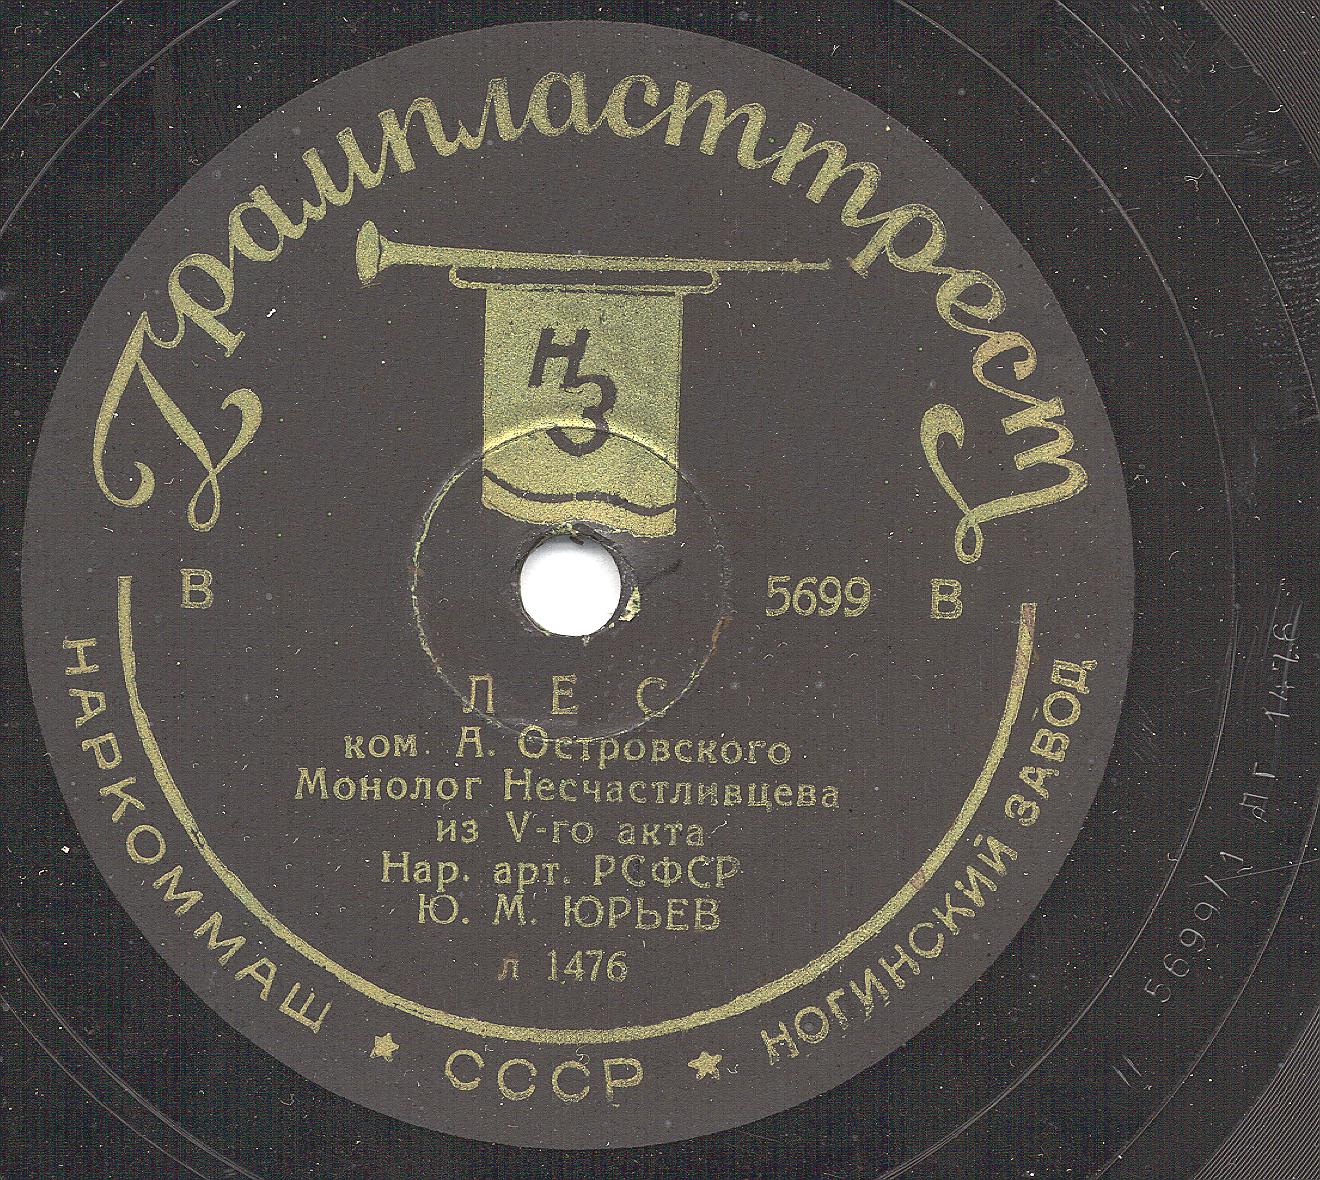 Грампласттрест
НЗ
В 5699 В
ЛЕС
ком. А. Островского
Монолог Несчастливцева
из V-го акта
Нар. арт. РСФСР
Ю. М. ЮРЬЕВ
л 1476
НАРКОММАШ ★ СССР ★ НОГИНСКИЙ ЗАВОД
5699/1 ЛГ 1476